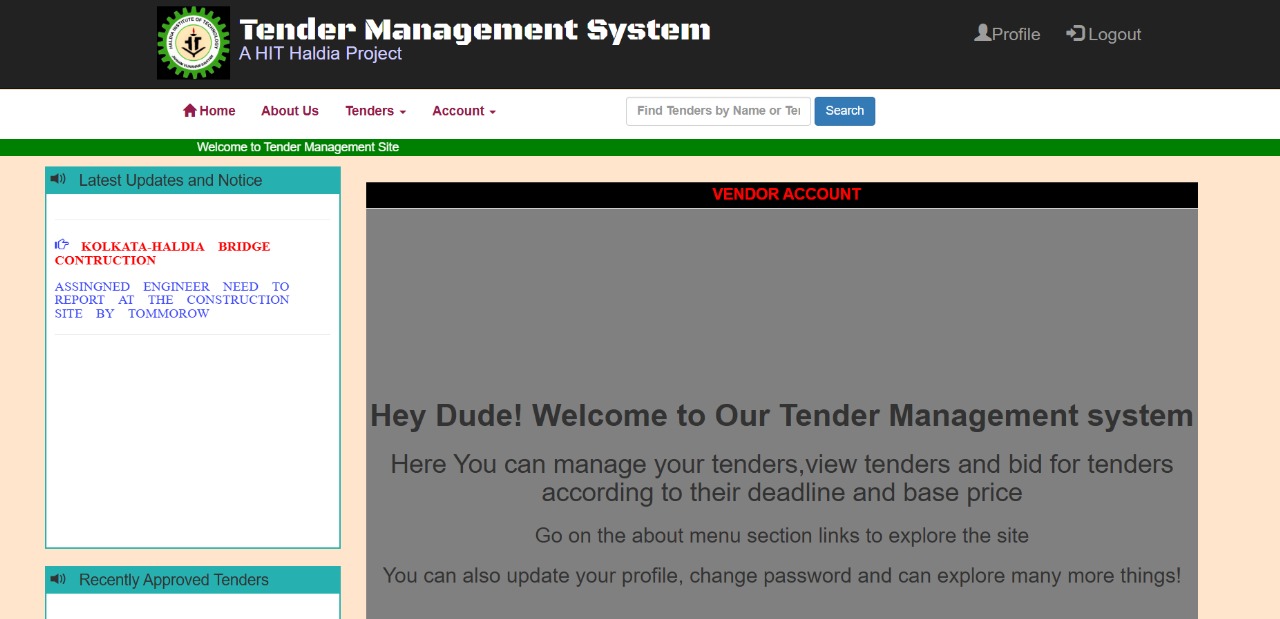 Tender Management System
A HIT Haldia Project
Profile
Logout
Home
About Us
Tenders
Account
Find Tenders by Name or Te
Search
Welcome to Tender Management Site
Latest Updates and Notice
KOLKATA-HALDIA BRIDGE
CONTRUCTION
ASSINGNED ENGINEER NEED TO
REPORT AT THE CONSTRUCTION
SITE BY TOMMOROW
Recently Approved Tenders
VENDOR ACCOUNT
Hey Dude! Welcome to Our Tender Management system
Here You can manage your tenders,view tenders and bid for tenders
according to their deadline and base price
Go on the about menu section links to explore the site
You can also update your profile, change password and can explore many more things!